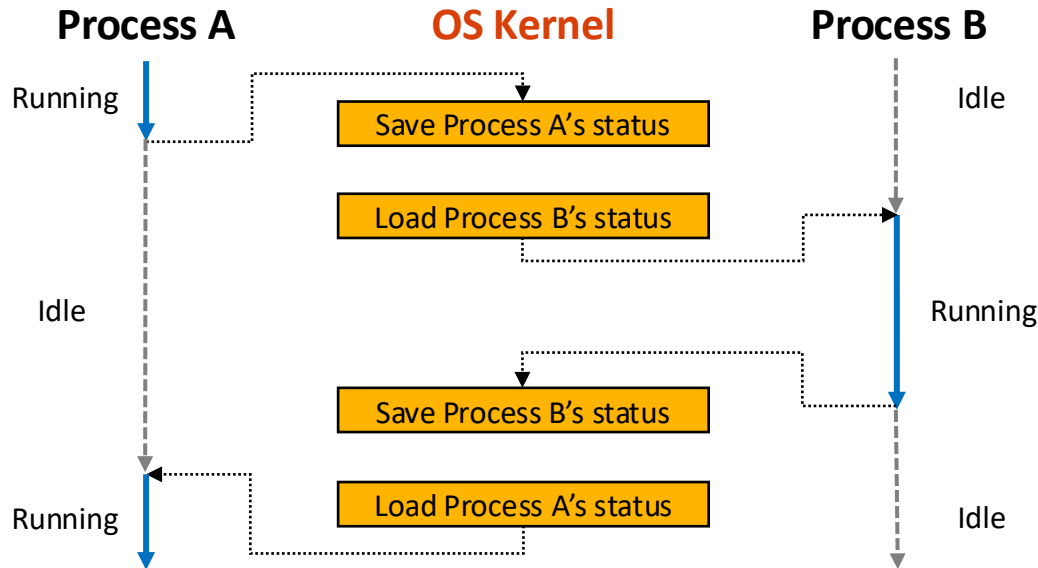 Process A
OS Kernel
Process B
Running
Idle
Save Process A’s status
Load Process B’s status
Idle
Running
Save Process B’s status
Load Process A’s status
Running
Idle